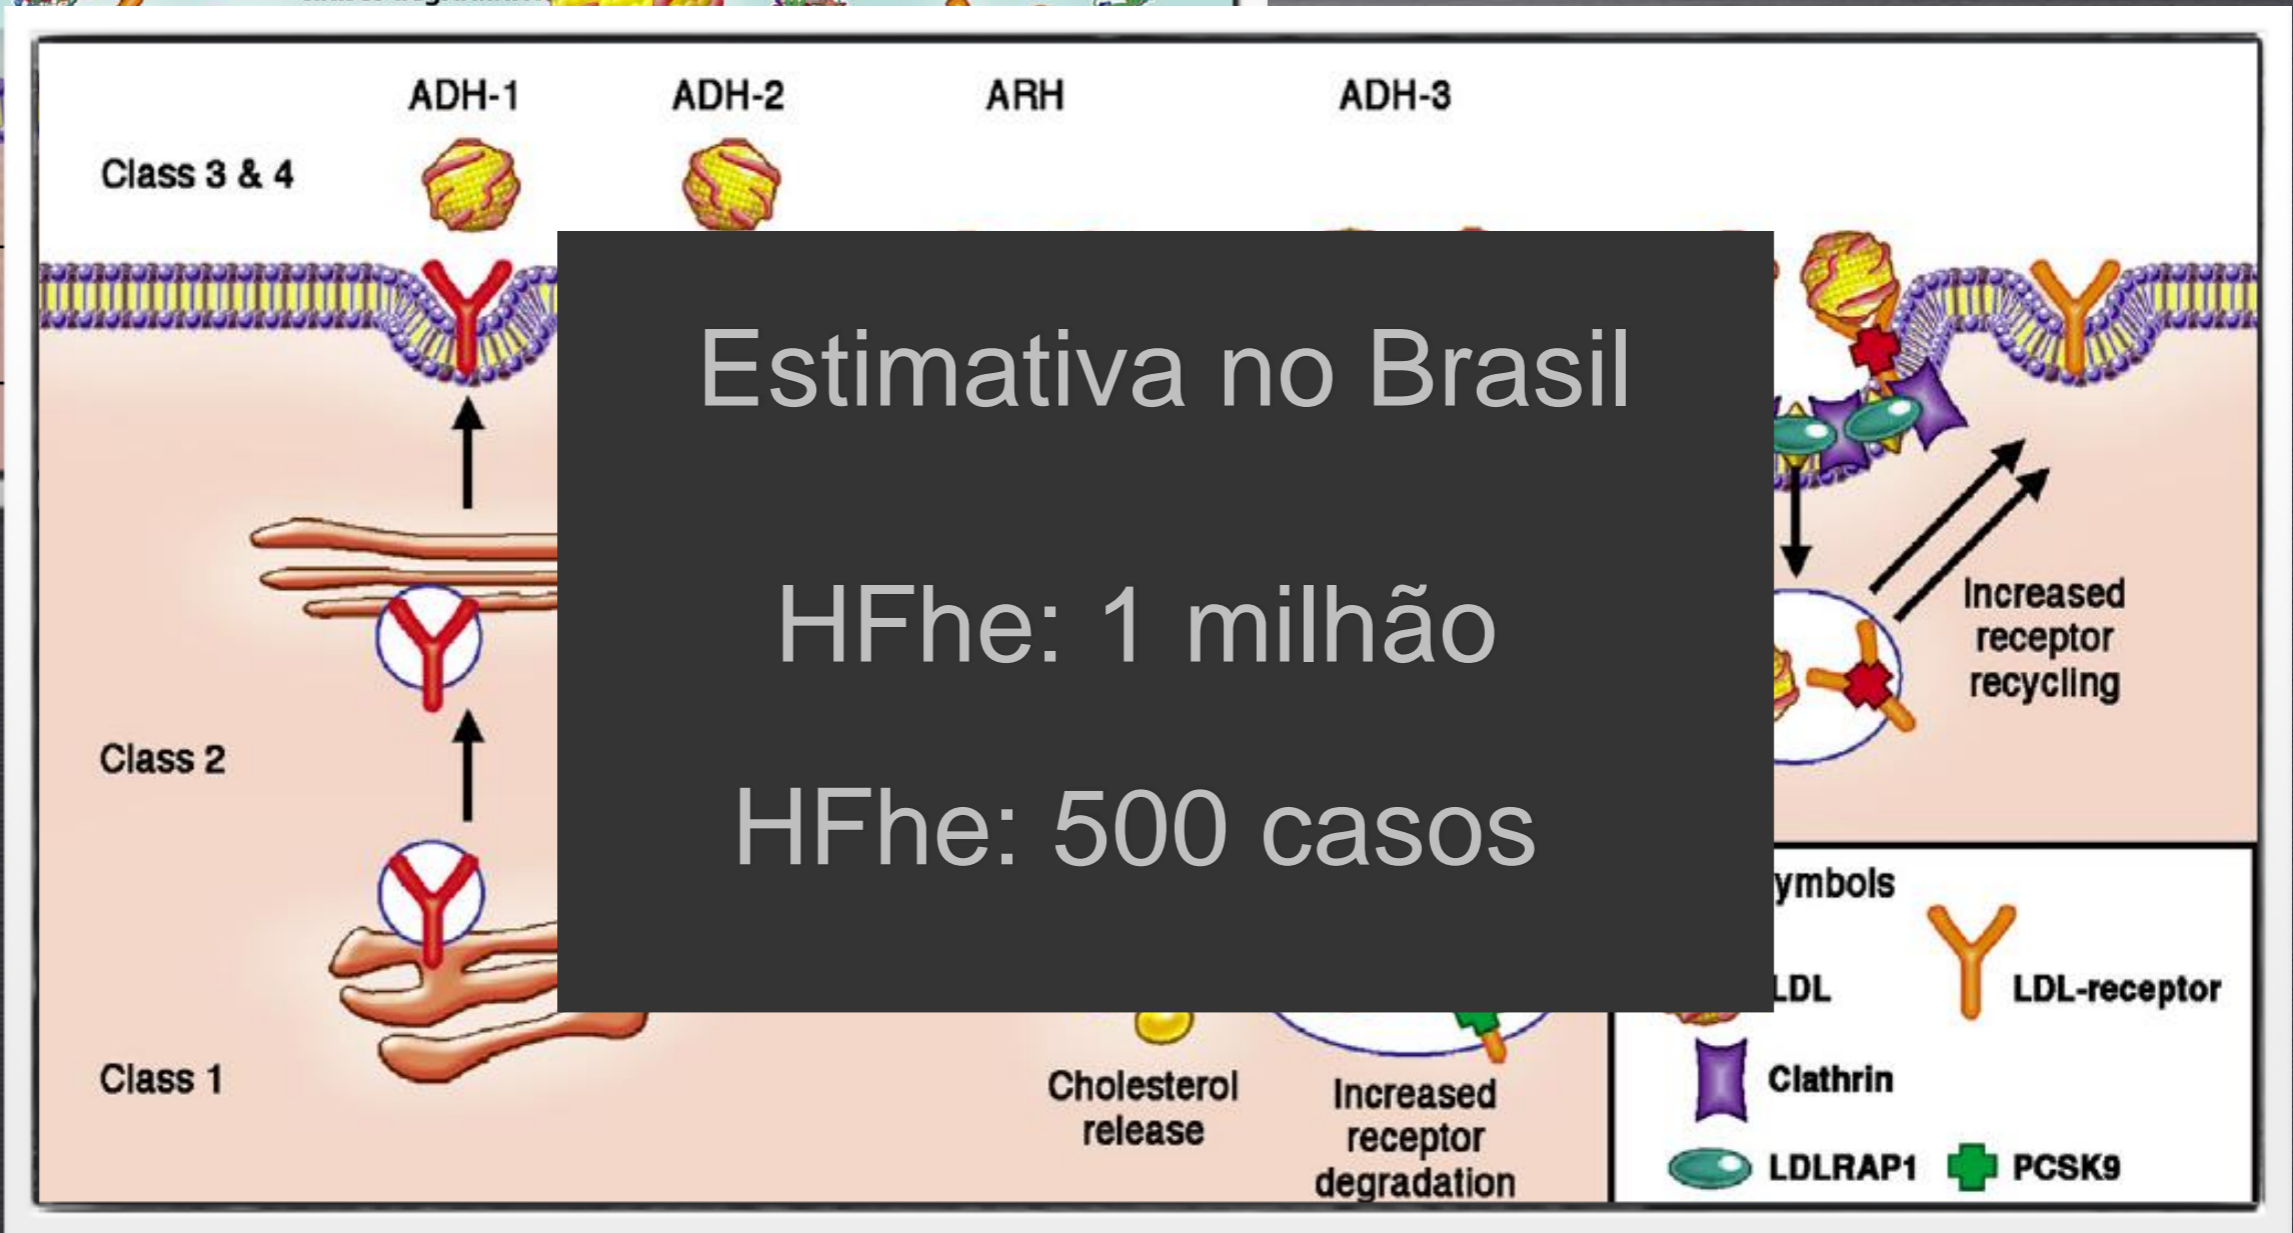 ADH-1
ADH-2
ARH
ADH-3
Class 3 & 4
Estimativa no Brasil
HFhe: 1 milhão
HFhe: 500 casos
Increased
receptor
recycling
Class 2
Class 1
Cholesterol
release
Increased
receptor
degradation
ymbols
LDL
LDL-receptor
Clathrin
LDLRAP1
PCSK9